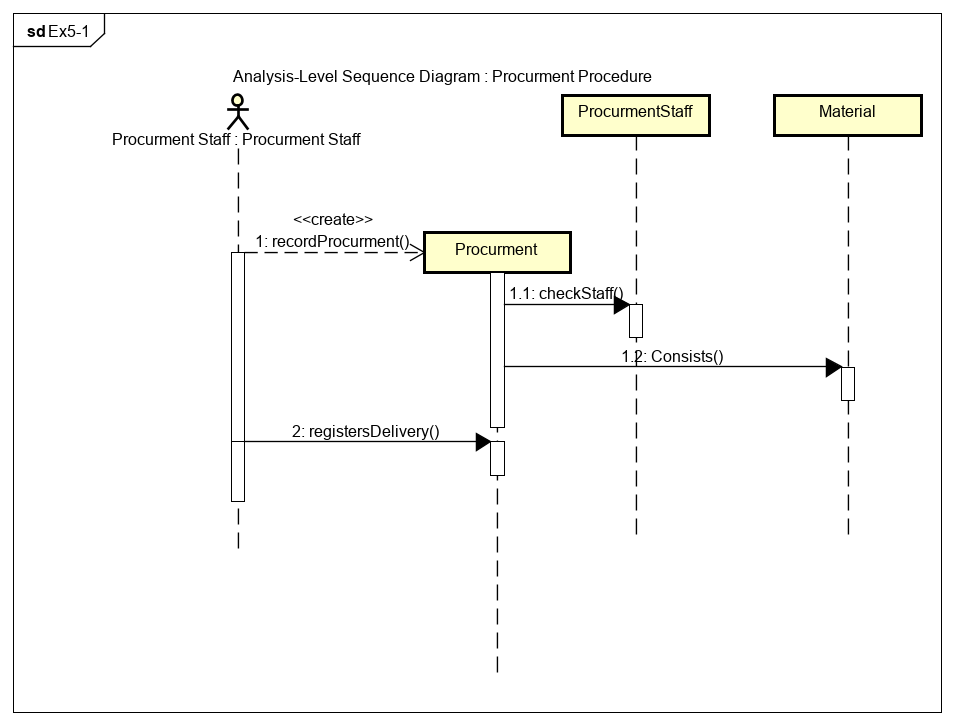 sd Ex5-1
Analysis-Level Sequence Diagram : Procurment Procedure
ProcurmentStaff
Material
Procurment Staff : Procurment Staff
<<create>>
1: recordProcurment()
Procurment
1.1: checkStaff()
1.2: Consists()
2: registersDelivery()